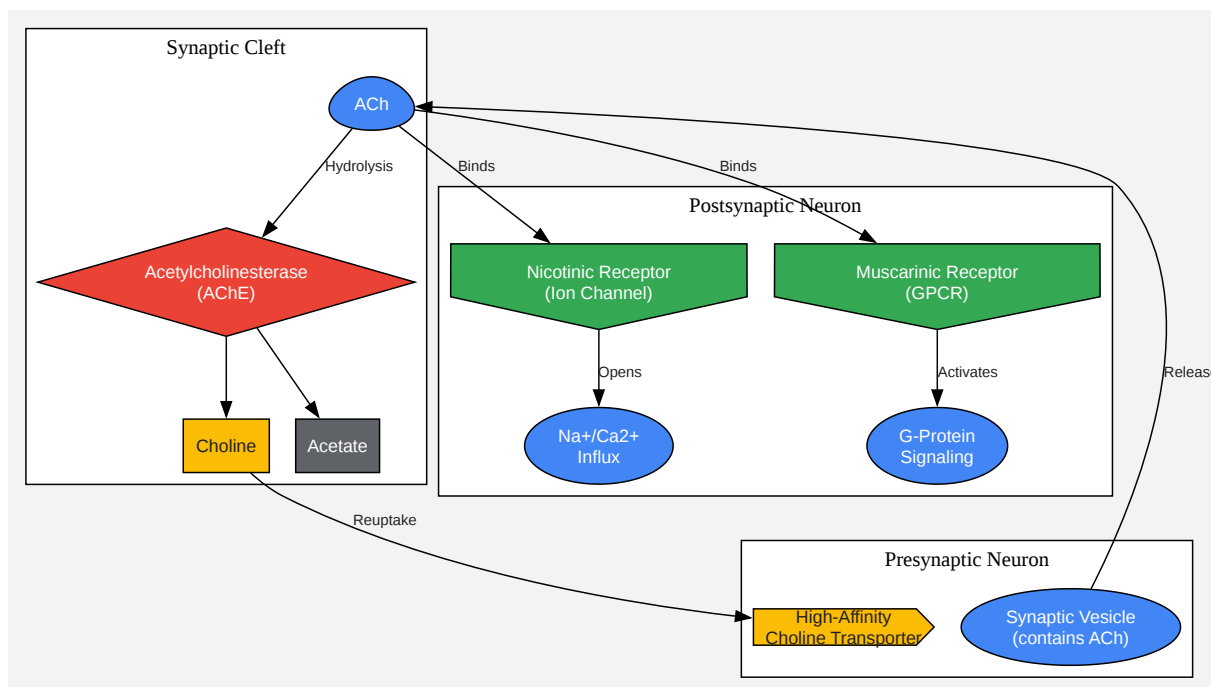 Synaptic Cleft
ACh
Hydrolysis
Binds
Binds
Postsynaptic Neuron
Acetylcholinesterase
(AChE)
Nicotinic Receptor
(Ion Channel)
Muscarinic Receptor
(GPCR)
Opens
Activates
Release
Choline
Acetate
Na+/Ca2+
Influx
G-Protein
Signaling
Reuptake
Presynaptic Neuron
High-Affinity
Choline Transporter
Synaptic Vesicle
(contains ACh)